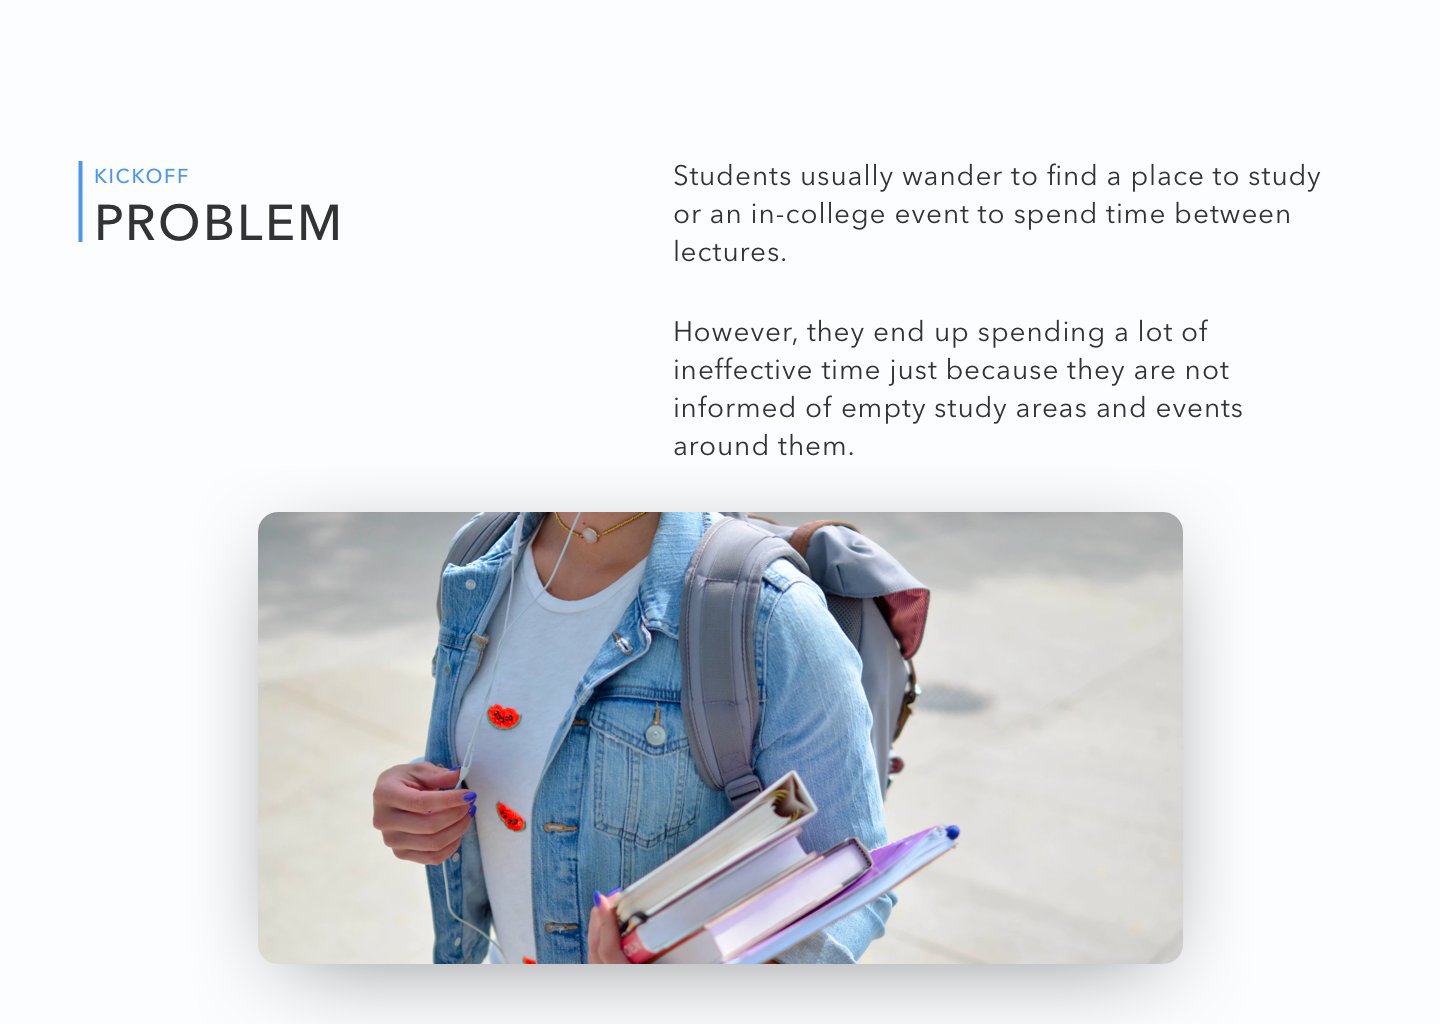 KICKOFF
PROBLEM
Students usually wander to find a place to study
or an in-college event to spend time between
lectures.
However, they end up spending a lot of
ineffective time just because they are not
informed of empty study areas and events
around them.